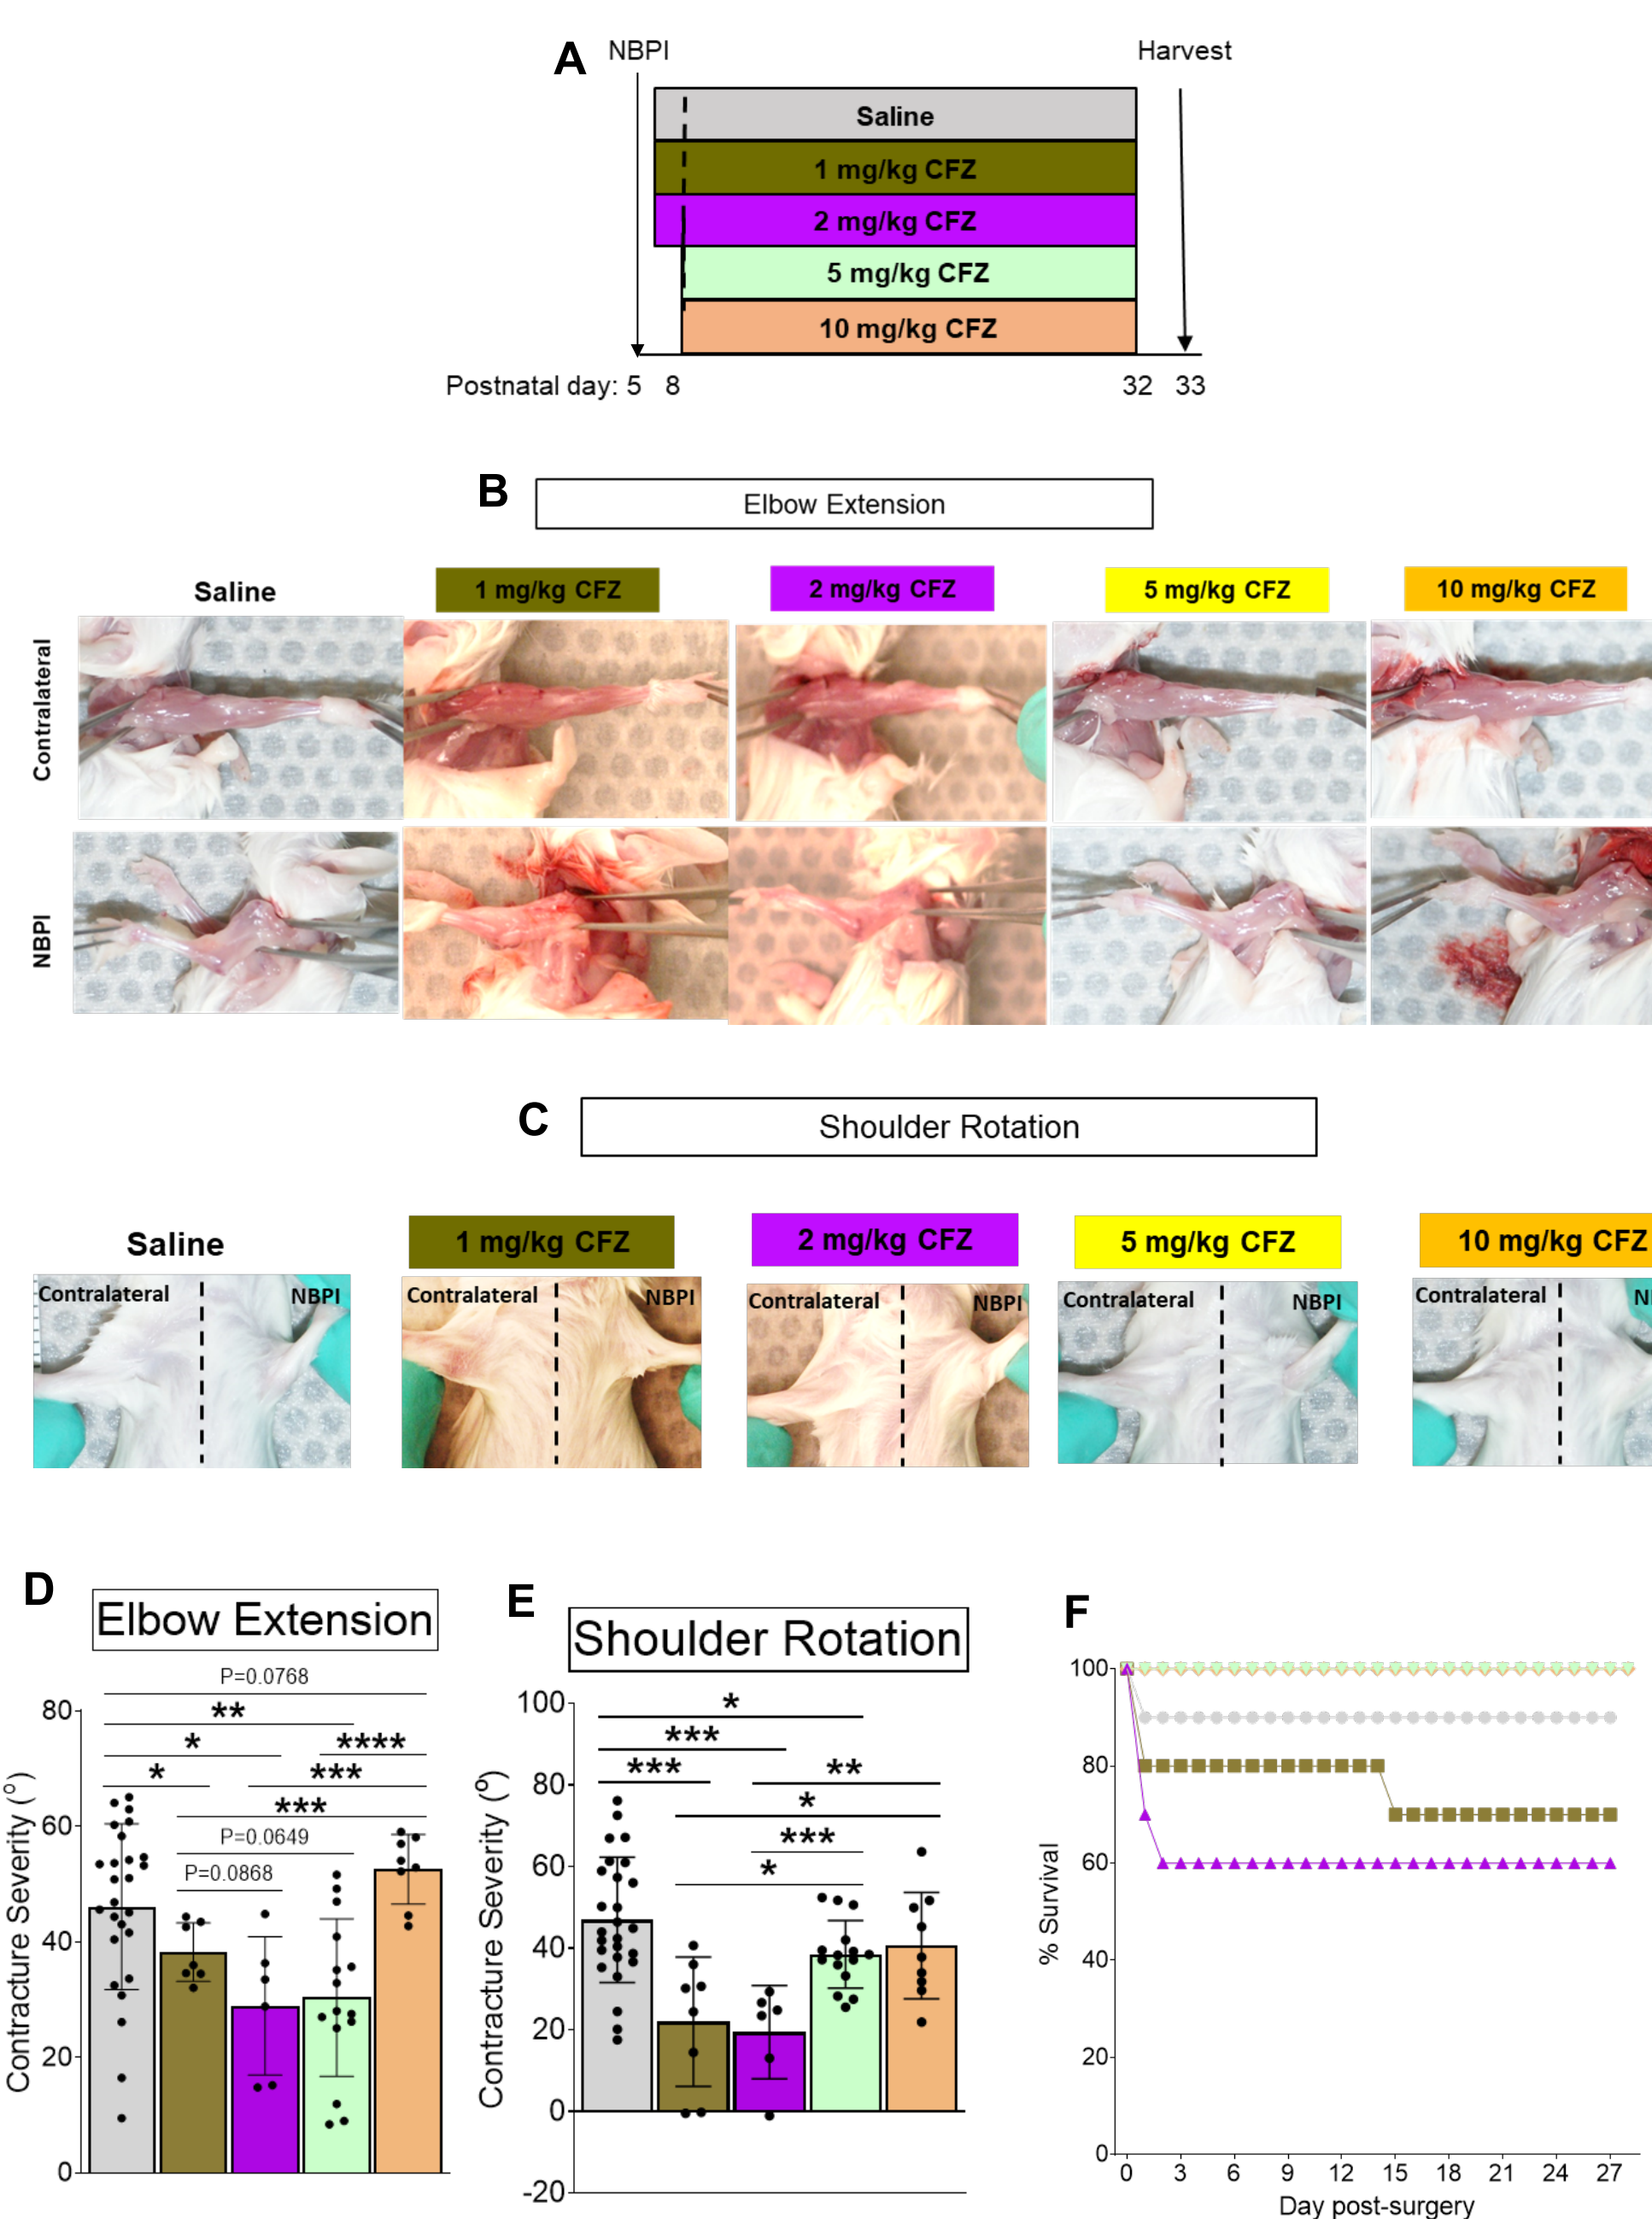 A
NBPI
Harvest
Saline
1 mg/kg CFZ
2 mg/kg CFZ
5 mg/kg CFZ
10 mg/kg CFZ
Postnatal day: 5 8 32 33
B
Elbow Extension
Saline
1 mg/kg CFZ
2 mg/kg CFZ
5 mg/kg CFZ
10 mg/kg CFZ
Contralateral
NBPI
C
Shoulder Rotation
Saline
1 mg/kg CFZ
2 mg/kg CFZ
5 mg/kg CFZ
10 mg/kg CFZ
Contralateral NBPI
Contralateral NBPI
Contralateral NBPI
Contralateral NBPI
Contralateral
D
Elbow Extension
P=0.0768
**
*
****
*
***
***
P=0.0649
P=0.0868
Contracture Severity (°)
80
60
40
20
0
E
Shoulder Rotation
*
***
***
**
*
***
*
Contracture Severity (°)
100
80
60
40
20
0
-20
F
% Survival
100
80
60
40
20
0
0 3 6 9 12 15 18 21 24 27
Day post-surgery